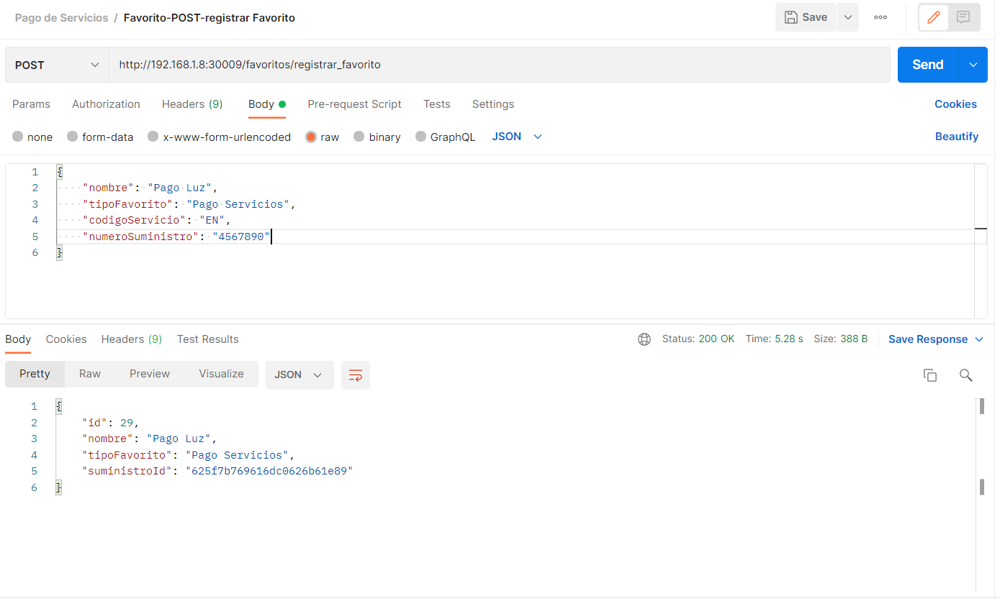 Pago de Servicios / Favorito-POST-registrar Favorito
Save
POST
http://192.168.1.8:30009/favoritos/registrar_favorito
Send
Params Authorization Headers (9) Body Pre-request Script Tests Settings Cookies
none form-data x-www-form-urlencoded raw binary GraphQL JSON Beautify
1 {
2 "nombre": "Pago Luz",
3 "tipoFavorito": "Pago Servicios",
4 "codigoServicio": "EN",
5 "numeroSuministro": "4567890"
6 }
Body Cookies Headers (9) Test Results Status: 200 OK Time: 5.28 s Size: 388 B Save Response
Pretty Raw Preview Visualize JSON
1 {
2 "id": 29,
3 "nombre": "Pago Luz",
4 "tipoFavorito": "Pago Servicios",
5 "suministroId": "625f7b769616dc0626b61e89"
6 }